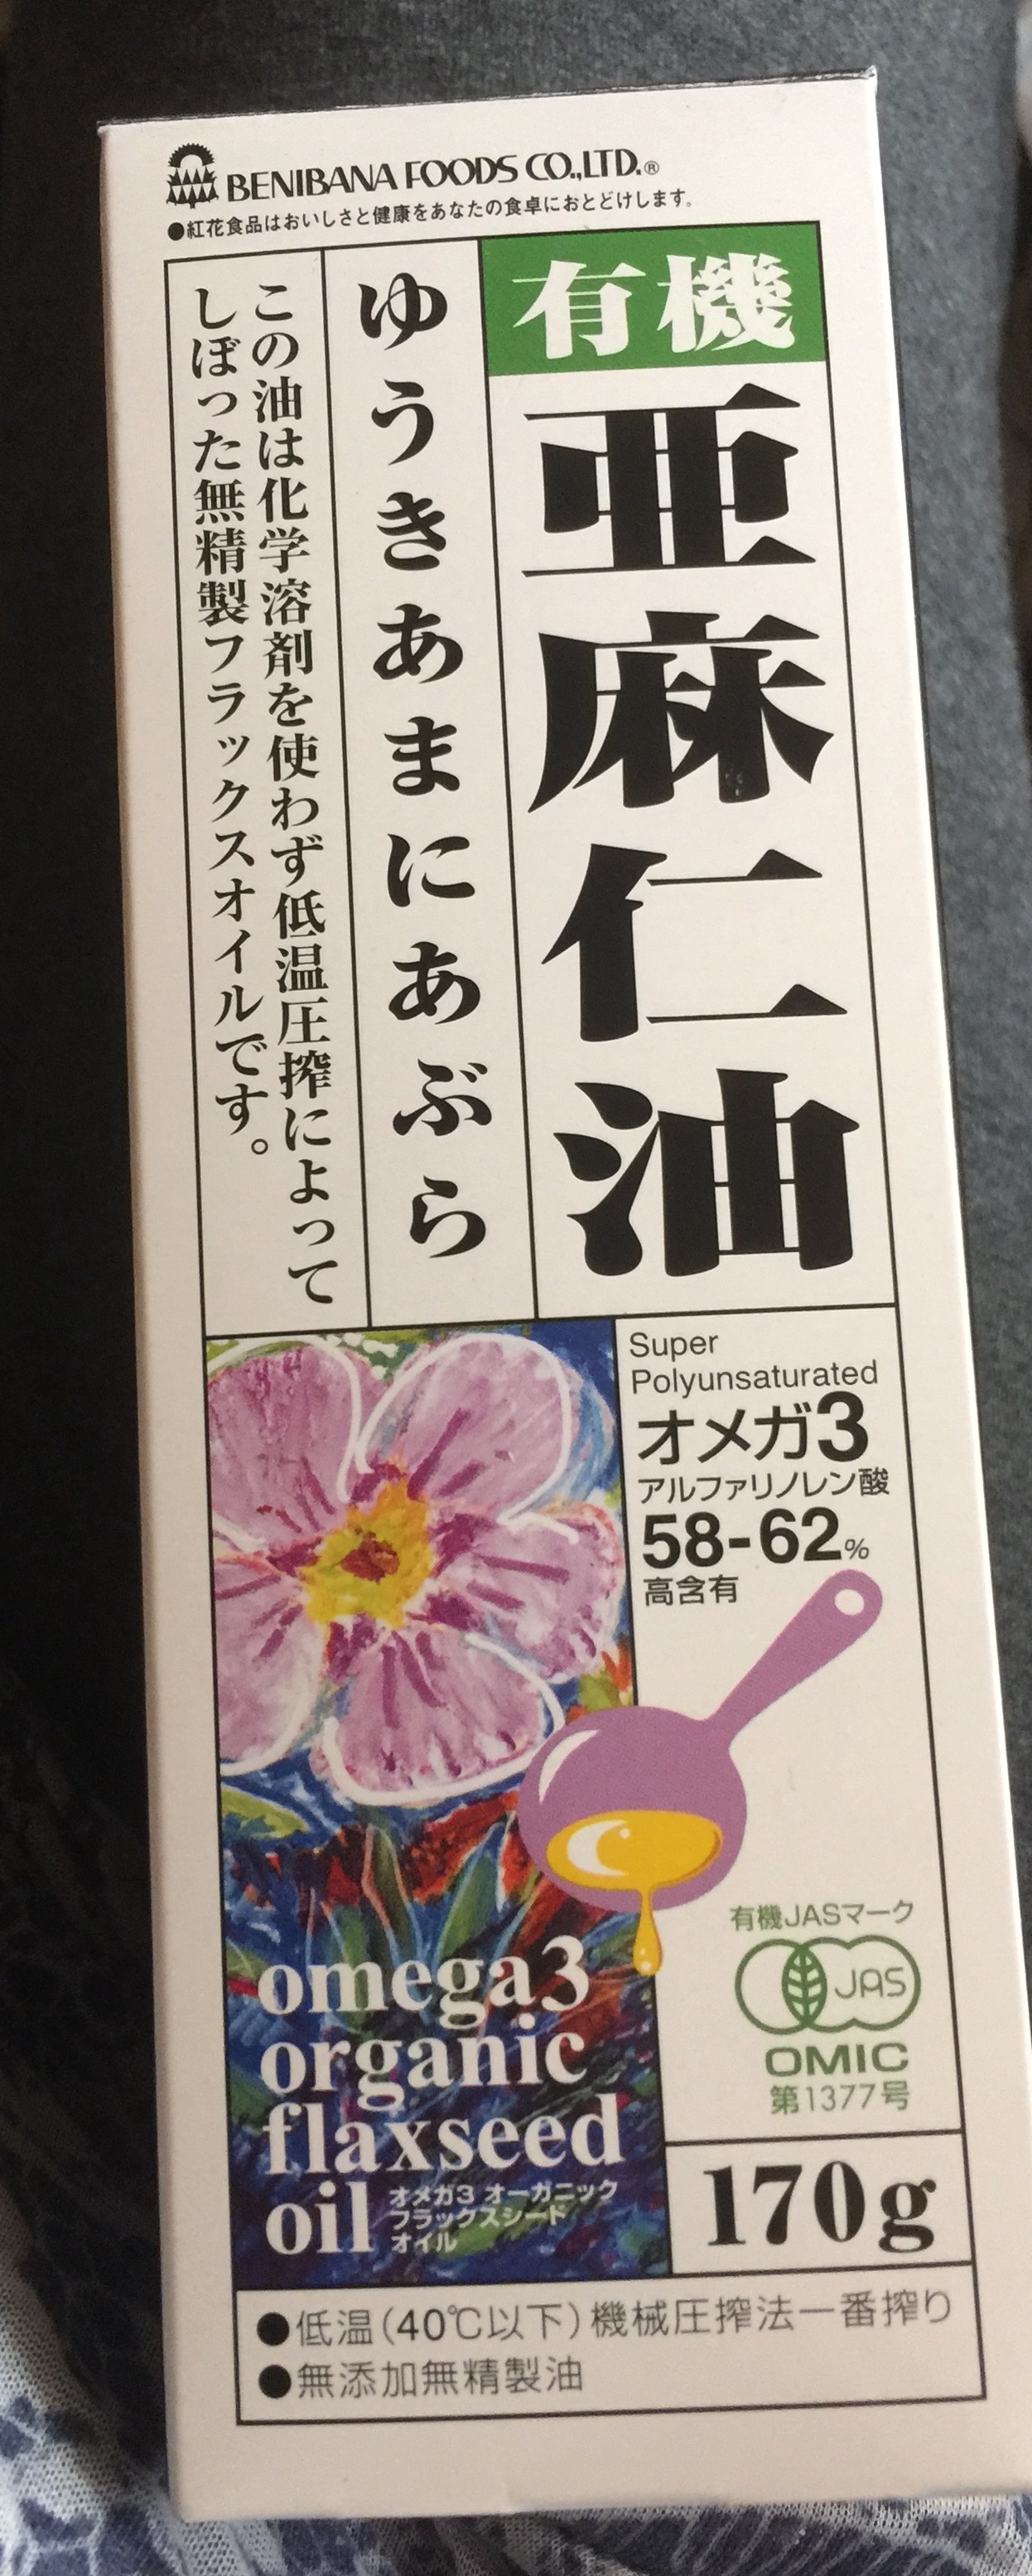 BENIBANA FOODS CO.,LTD.®
●紅花食品はおいしさと健康をあなたの食卓におとどけします。
有機
亜麻仁油
ゆうきあまにあぶら
この油は化学溶剤を使わず低温圧搾によって
しぼった無精製フラックスオイルです。
Super
Polyunsaturated
オメガ3
アルファリノレン酸
58-62%
高含有
有機JASマーク
JAS
OMIC
第1377号
omega3
organic
flaxseed
oil
オメガ3 オーガニック
フラックスシード
オイル
170g
●低温(40℃以下)機械圧搾法一番搾り
●無添加無精製油